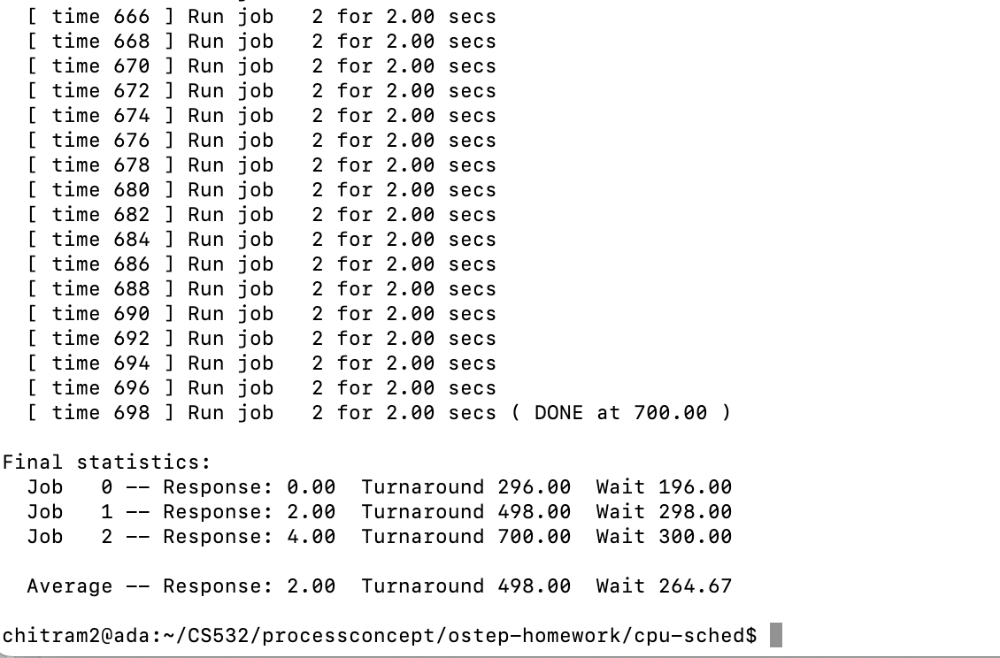 [ time 666 ] Run job   2 for 2.00 secs
[ time 668 ] Run job   2 for 2.00 secs
[ time 670 ] Run job   2 for 2.00 secs
[ time 672 ] Run job   2 for 2.00 secs
[ time 674 ] Run job   2 for 2.00 secs
[ time 676 ] Run job   2 for 2.00 secs
[ time 678 ] Run job   2 for 2.00 secs
[ time 680 ] Run job   2 for 2.00 secs
[ time 682 ] Run job   2 for 2.00 secs
[ time 684 ] Run job   2 for 2.00 secs
[ time 686 ] Run job   2 for 2.00 secs
[ time 688 ] Run job   2 for 2.00 secs
[ time 690 ] Run job   2 for 2.00 secs
[ time 692 ] Run job   2 for 2.00 secs
[ time 694 ] Run job   2 for 2.00 secs
[ time 696 ] Run job   2 for 2.00 secs
[ time 698 ] Run job   2 for 2.00 secs ( DONE at 700.00 )
Final statistics:
Job   0 -- Response: 0.00  Turnaround 296.00  Wait 196.00
Job   1 -- Response: 2.00  Turnaround 498.00  Wait 298.00
Job   2 -- Response: 4.00  Turnaround 700.00  Wait 300.00
Average -- Response: 2.00  Turnaround 498.00  Wait 264.67
chitram2@ada:~/CS532/processconcept/ostep-homework/cpu-sched$